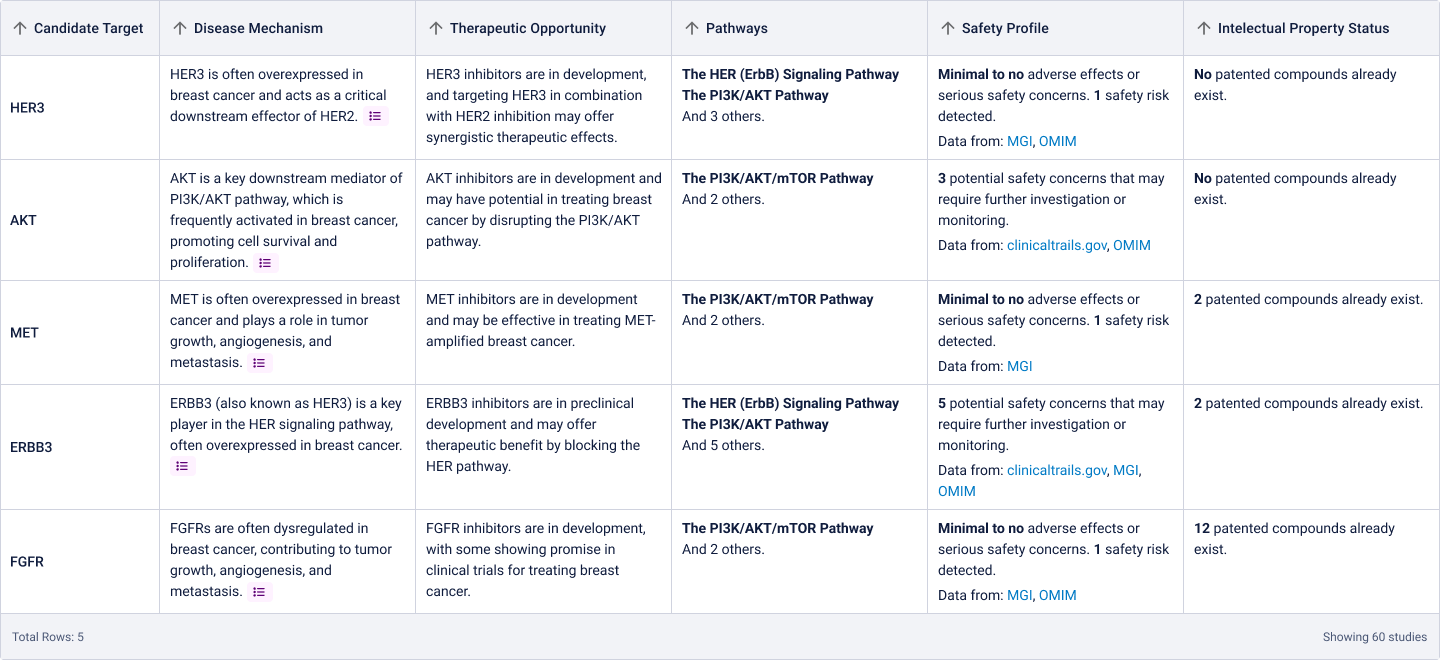 Candidate Target
Disease Mechanism
Therapeutic Opportunity
Pathways
Safety Profile
Intelectual Property Status
HER3
HER3 is often overexpressed in
breast cancer and acts as a critical
downstream effector of HER2.
HER3 inhibitors are in development,
and targeting HER3 in combination
with HER2 inhibition may offer
synergistic therapeutic effects.
The HER (ErbB) Signaling Pathway
The PI3K/AKT Pathway
And 3 others.
Minimal to no adverse effects or
serious safety concerns. 1 safety risk
detected.
Data from: MGI, OMIM
No patented compounds already
exist.
AKT
AKT is a key downstream mediator of
PI3K/AKT pathway, which is
frequently activated in breast cancer,
promoting cell survival and
proliferation.
AKT inhibitors are in development and
may have potential in treating breast
cancer by disrupting the PI3K/AKT
pathway.
The PI3K/AKT/mTOR Pathway
And 2 others.
3 potential safety concerns that may
require further investigation or
monitoring.
Data from: clinicaltrails.gov, OMIM
No patented compounds already
exist.
MET
MET is often overexpressed in breast
cancer and plays a role in tumor
growth, angiogenesis, and
metastasis.
MET inhibitors are in development
and may be effective in treating MET-
amplified breast cancer.
The PI3K/AKT/mTOR Pathway
And 2 others.
Minimal to no adverse effects or
serious safety concerns. 1 safety risk
detected.
Data from: MGI
2 patented compounds already exist.
ERBB3
ERBB3 (also known as HER3) is a key
player in the HER signaling pathway,
often overexpressed in breast cancer.
ERBB3 inhibitors are in preclinical
development and may offer
therapeutic benefit by blocking the
HER pathway.
The HER (ErbB) Signaling Pathway
The PI3K/AKT Pathway
And 5 others.
5 potential safety concerns that may
require further investigation or
monitoring.
Data from: clinicaltrails.gov, MGI,
OMIM
2 patented compounds already exist.
FGFR
FGFRs are often dysregulated in
breast cancer, contributing to tumor
growth, angiogenesis, and
metastasis.
FGFR inhibitors are in development,
with some showing promise in
clinical trials for treating breast
cancer.
The PI3K/AKT/mTOR Pathway
And 2 others.
Minimal to no adverse effects or
serious safety concerns. 1 safety risk
detected.
Data from: MGI, OMIM
12 patented compounds already
exist.
Total Rows: 5
Showing 60 studies